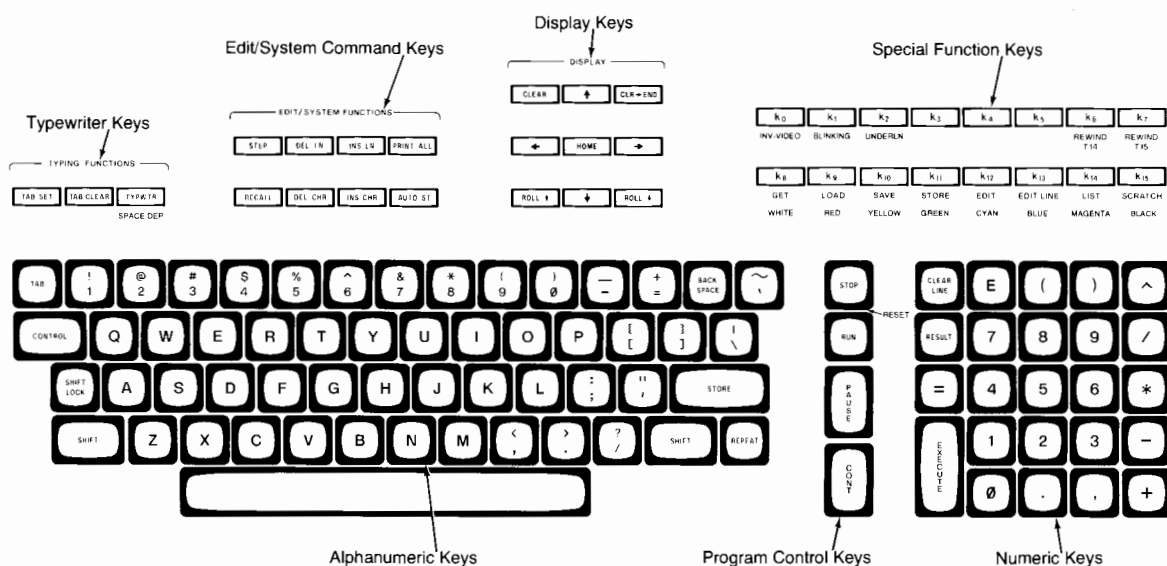 Display Keys
Edit/System Command Keys
Special Function Keys
DISPLAY
CLEAR ↑ CLR→END
EDIT/SYSTEM FUNCTIONS
k0 k1 k2 k3 k4 k5 k6 k7
Typewriter Keys
INV-VIDEO BLINKING UNDERLN REWIND REWIND
T14 T15
STEP DEL LN INS LN PRINT ALL
← HOME →
TYPING FUNCTIONS
k8 k9 k10 k11 k12 k13 k14 k15
TAB SET TAB CLEAR TYPWTR
RECALL DEL CHR INS CHR AUTO ST
ROLL ↑ ↓ ROLL ↓
GET LOAD SAVE STORE EDIT EDIT LINE LIST SCRATCH
SPACE DEP
WHITE RED YELLOW GREEN CYAN BLUE MAGENTA BLACK
TAB ! 1 @ 2 # 3 $ 4 % 5 ^ 6 & 7 * 8 ( 9 ) Ø — - + = BACK SPACE ~ `
STOP
CLEAR LINE E ( ) ^
RESET
CONTROL Q W E R T Y U I O P { [ } ] | \
RUN
RESULT 7 8 9 /
SHIFT LOCK A S D F G H J K L : ; " ' STORE
PAUSE
= 4 5 6 *
SHIFT Z X C V B N M < , > . ? / SHIFT REPEAT
CONT
EXECUTE 1 2 3 -
Ø . , +
Alphanumeric Keys
Program Control Keys
Numeric Keys